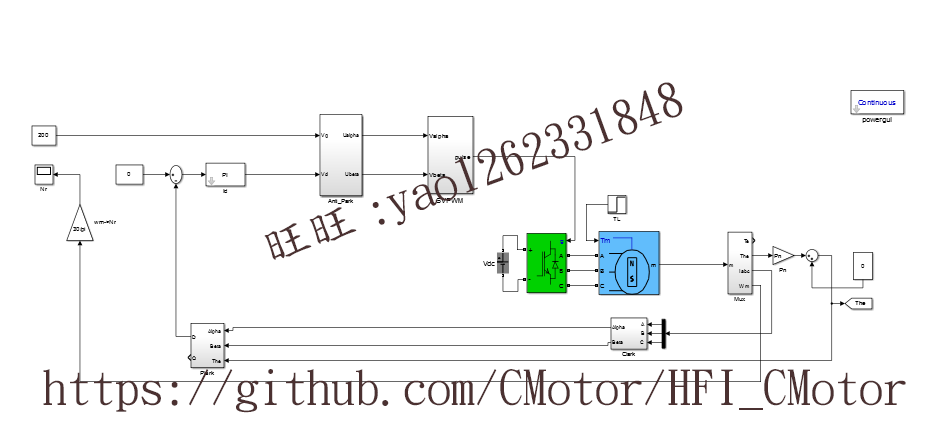 Continuous
powergui
200
Vq
Ualpha
Valpha
pulse
Nr
0
PI
Id
Vd
Ubeta
Vbeta
Anti_Park
SVPWM
旺旺 :yao1262331848
30/pi
wm->Nr
TL
Vdc
+
-
g
A
B
C
Tm
A
B
C
N
S
m
m
Te
The
Iabc
Wm
Mux
Pn
Pn
0
The
Alpha
Beta
The
D
Q
Park
Alpha
Beta
A
B
C
Clark
https://github.com/CMotor/HFI_CMotor